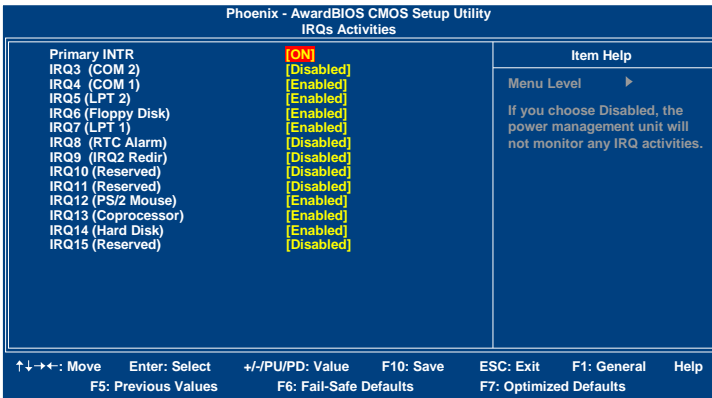 Phoenix - AwardBIOS CMOS Setup Utility
IRQs Activities
Primary INTR [ON]
IRQ3 (COM 2) [Disabled]
IRQ4 (COM 1) [Enabled]
IRQ5 (LPT 2) [Enabled]
IRQ6 (Floppy Disk) [Enabled]
IRQ7 (LPT 1) [Enabled]
IRQ8 (RTC Alarm) [Disabled]
IRQ9 (IRQ2 Redir) [Disabled]
IRQ10 (Reserved) [Disabled]
IRQ11 (Reserved) [Disabled]
IRQ12 (PS/2 Mouse) [Enabled]
IRQ13 (Coprocessor) [Enabled]
IRQ14 (Hard Disk) [Enabled]
IRQ15 (Reserved) [Disabled]
Item Help
Menu Level ▶
If you choose Disabled, the
power management unit will
not monitor any IRQ activities.
↑↓→←: Move Enter: Select +/-/PU/PD: Value F10: Save ESC: Exit F1: General Help
F5: Previous Values F6: Fail-Safe Defaults F7: Optimized Defaults